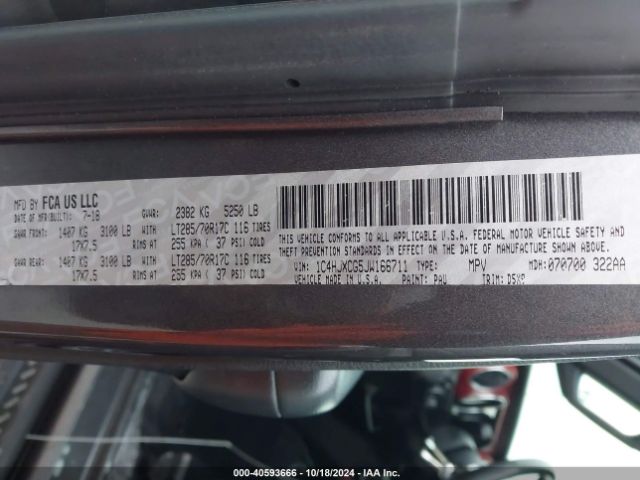 MFD BY FCA US LLC
DATE OF MFR(BUILT): 7-18 GVWR: 2382 KG 5250 LB
GAWR FRONT: 1407 KG 3100 LB WITH LT285/70R17C 116 TIRES
17X7.5 RIMS AT 255 KPA ( 37 PSI) COLD
GAWR REAR: 1407 KG 3100 LB WITH LT285/70R17C 116 TIRES
17X7.5 RIMS AT 255 KPA ( 37 PSI) COLD
THIS VEHICLE CONFORMS TO ALL APPLICABLE U.S.A. FEDERAL MOTOR VEHICLE SAFETY AND
THEFT PREVENTION STANDARDS IN EFFECT ON THE DATE OF MANUFACTURE SHOWN ABOVE.
VIN: 1C4HJXCG5JW166711 TYPE: MPV MDH: 070700 322AA
VEHICLE MADE IN U.S.A. PAINT: PAU TRIM:
000-40593666 - 10/18/2024 - IAA Inc.